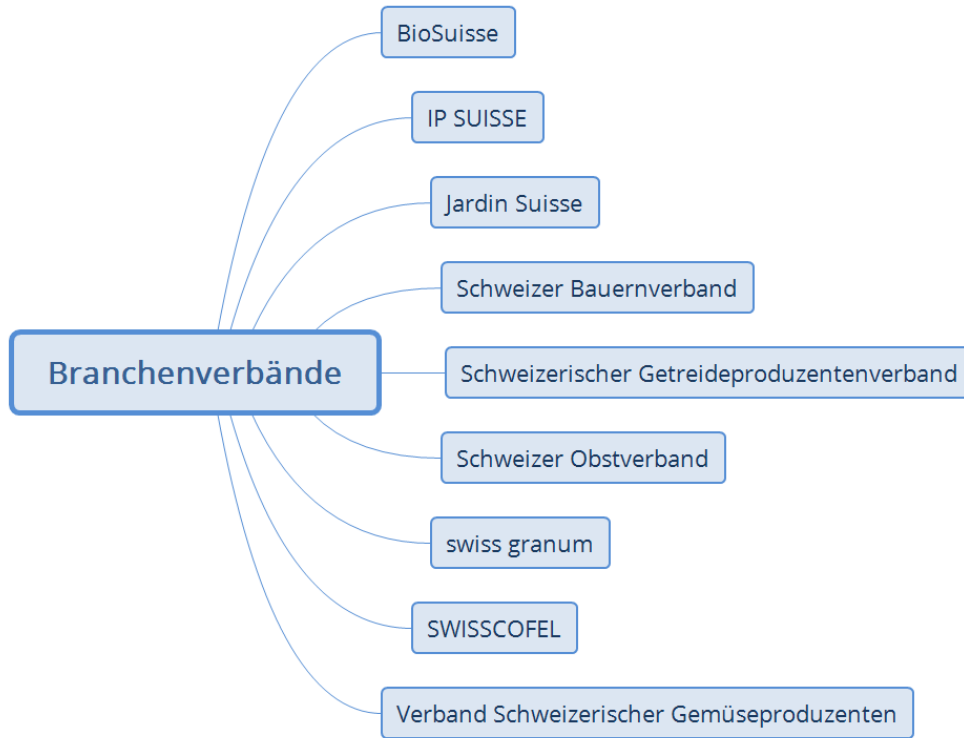 BioSuisse
IP SUISSE
Jardin Suisse
Schweizer Bauernverband
Branchenverbände
Schweizerischer Getreideproduzentenverband
Schweizer Obstverband
swiss granum
SWISSCOFEL
Verband Schweizerischer Gemüseproduzenten